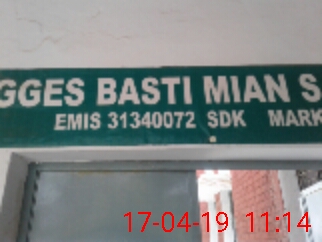 GGES BASTI MIAN S
EMIS 31340072 SDK MARK
17-04-19 11:14